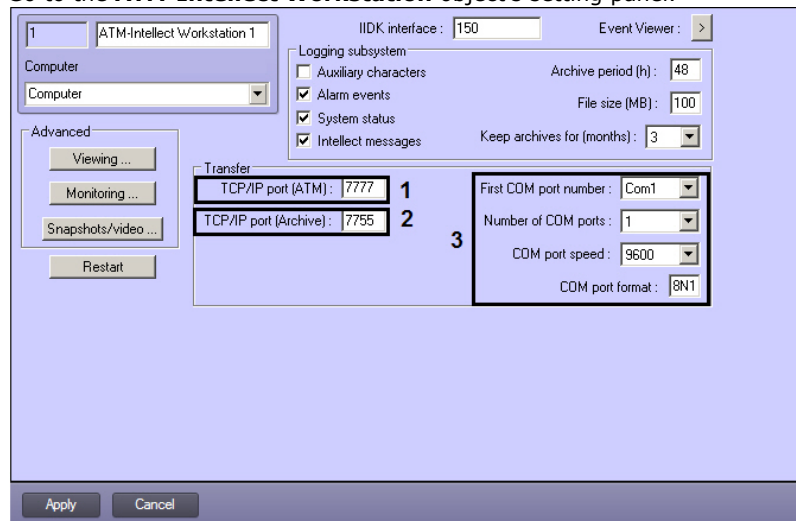 Go to the ATM-Intellect Workstation object's setting panel.
1 ATM-Intellect Workstation 1
Computer
Computer
IIDK interface : 150
Event Viewer : >
Logging subsystem
Auxiliary characters
Alarm events
System status
Intellect messages
Archive period (h) : 48
File size (MB) : 100
Keep archives for (months) : 3
Advanced
Viewing ...
Monitoring ...
Snapshots/video ...
Restart
Transfer
TCP/IP port (ATM) : 7777 1
TCP/IP port (Archive) : 7755 2
3
First COM port number : Com1
Number of COM ports : 1
COM port speed : 9600
COM port format : 8N1
Apply Cancel